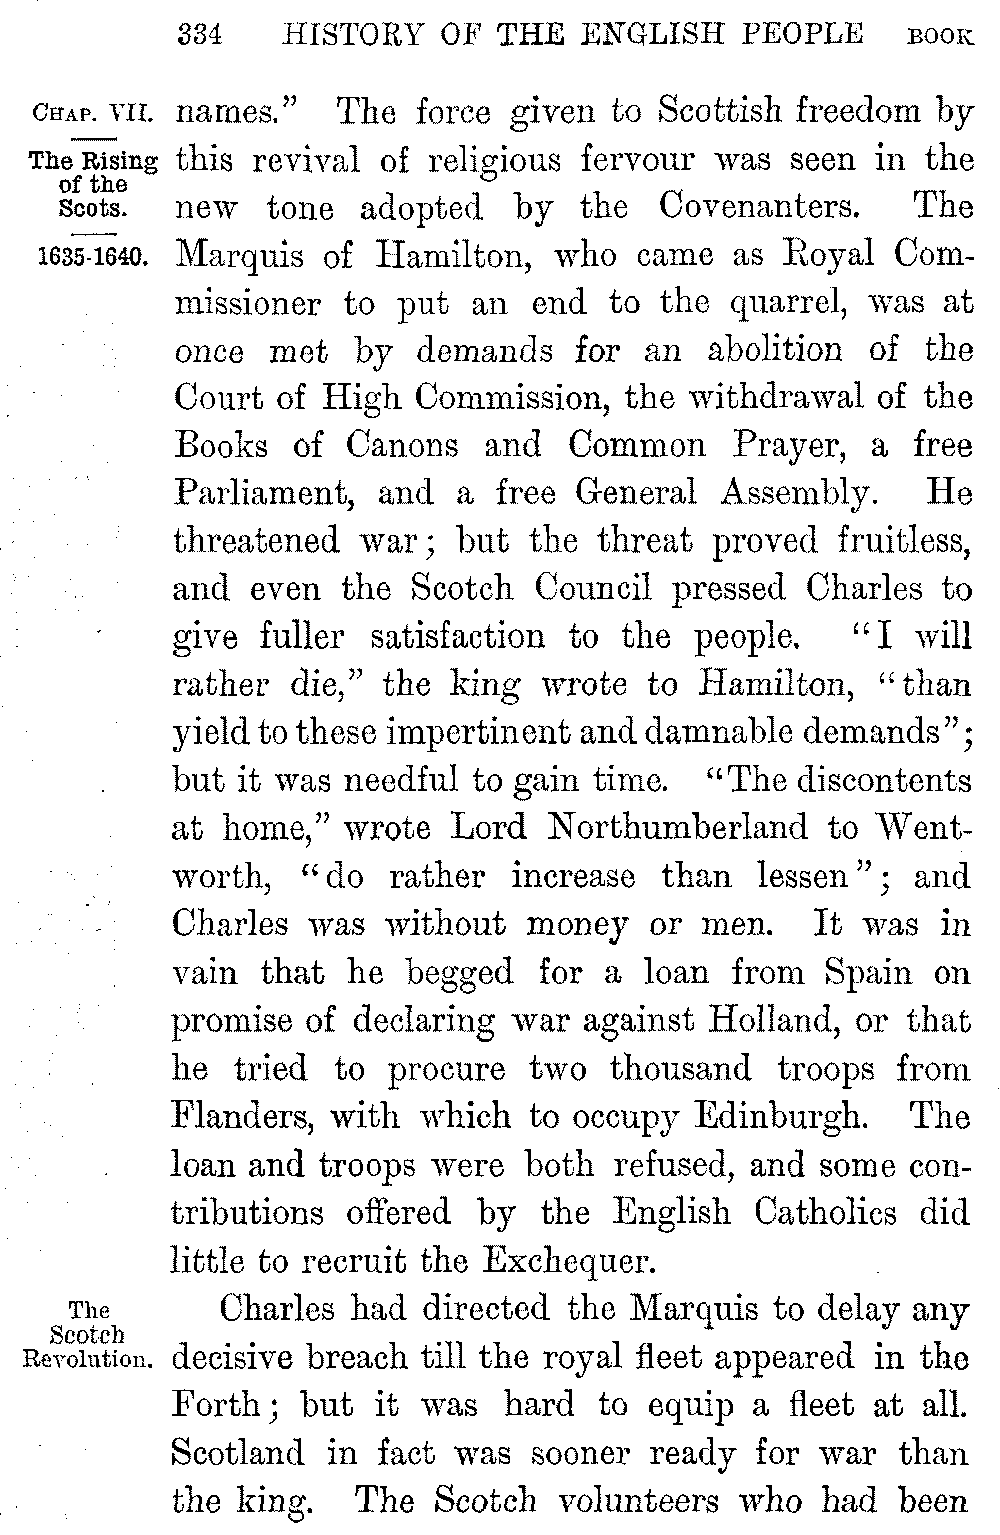 334 HISTORY OF THE ENGLISH PEOPLE BOOK
CHAP. VII.
The Rising
of the
Scots.
1635-1640.
names." The force given to Scottish freedom by
this revival of religious fervour was seen in the
new tone adopted by the Covenanters. The
Marquis of Hamilton, who came as Royal Com-
missioner to put an end to the quarrel, was at
once met by demands for an abolition of the
Court of High Commission, the withdrawal of the
Books of Canons and Common Prayer, a free
Parliament, and a free General Assembly. He
threatened war; but the threat proved fruitless,
and even the Scotch Council pressed Charles to
give fuller satisfaction to the people. "I will
rather die," the king wrote to Hamilton, "than
yield to these impertinent and damnable demands";
but it was needful to gain time. "The discontents
at home," wrote Lord Northumberland to Went-
worth, "do rather increase than lessen"; and
Charles was without money or men. It was in
vain that he begged for a loan from Spain on
promise of declaring war against Holland, or that
he tried to procure two thousand troops from
Flanders, with which to occupy Edinburgh. The
loan and troops were both refused, and some con-
tributions offered by the English Catholics did
little to recruit the Exchequer.
The
Scotch
Revolution.
Charles had directed the Marquis to delay any
decisive breach till the royal fleet appeared in the
Forth; but it was hard to equip a fleet at all.
Scotland in fact was sooner ready for war than
the king. The Scotch volunteers who had been